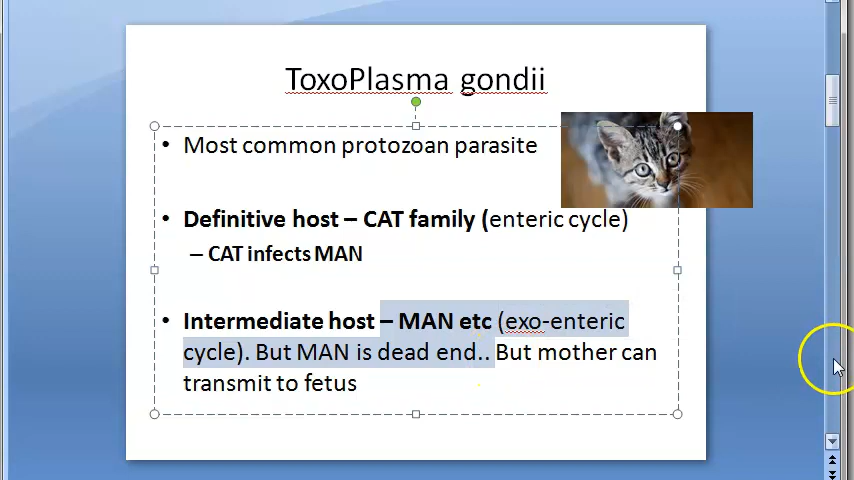 ToxoPlasma gondii
• Most common protozoan parasite
• Definitive host – CAT family (enteric cycle)
– CAT infects MAN
• Intermediate host – MAN etc (exo-enteric
cycle). But MAN is dead end.. But mother can
transmit to fetus